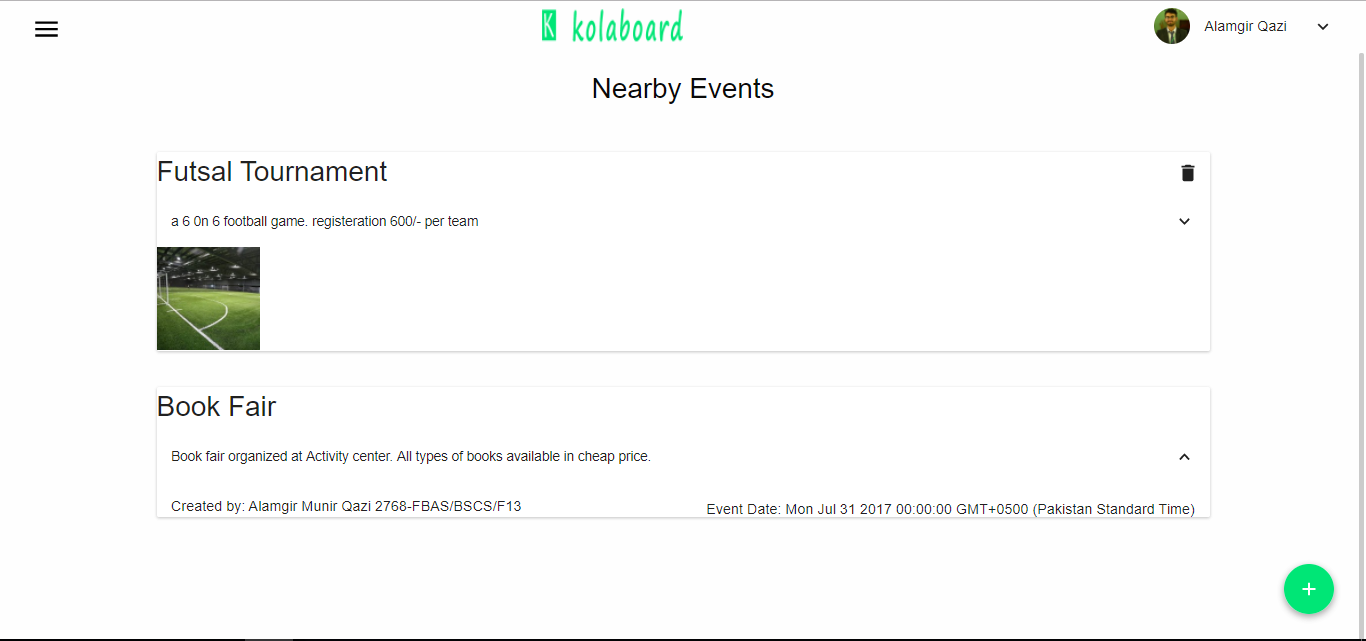 K kolaboard
Alamgir Qazi
Nearby Events
Futsal Tournament
a 6 0n 6 football game. registeration 600/- per team
Book Fair
Book fair organized at Activity center. All types of books available in cheap price.
Created by: Alamgir Munir Qazi 2768-FBAS/BSCS/F13
Event Date: Mon Jul 31 2017 00:00:00 GMT+0500 (Pakistan Standard Time)